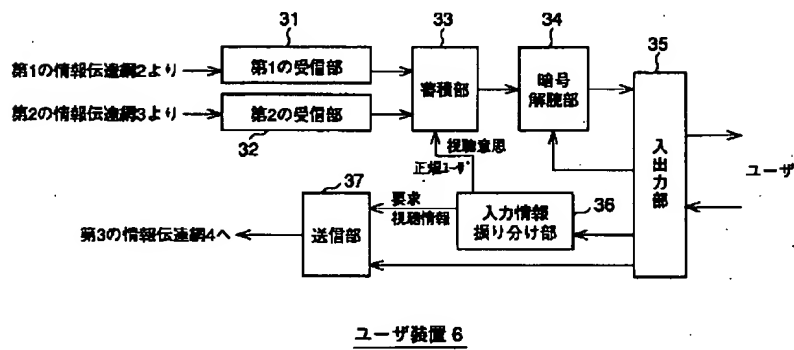 31
33
34
35
第1の情報伝達網2より
第1の受信部
蓄積部
暗号
解読部
第2の情報伝達網3より
第2の受信部
32
視聴意思
正規ユーザ
入出力部
ユーザ
37
要求
視聴情報
入力情報
振り分け部
36
第3の情報伝達網4へ
送信部
ユーザ装置6